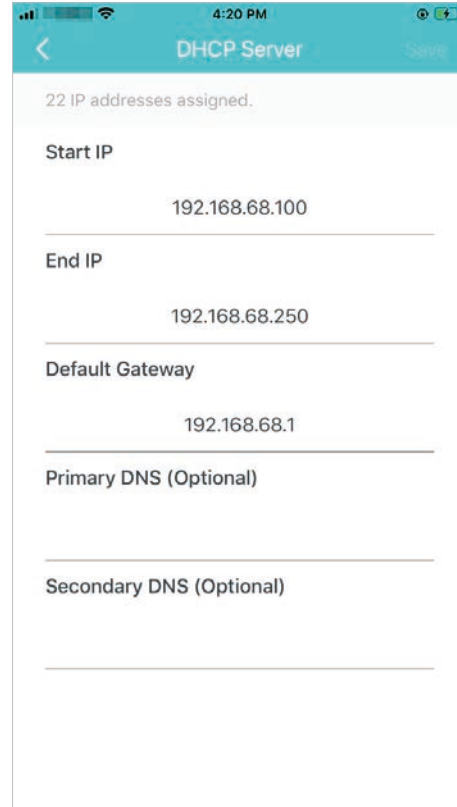 4:20 PM
DHCP Server
Save
22 IP addresses assigned.
Start IP
192.168.68.100
End IP
192.168.68.250
Default Gateway
192.168.68.1
Primary DNS (Optional)
Secondary DNS (Optional)